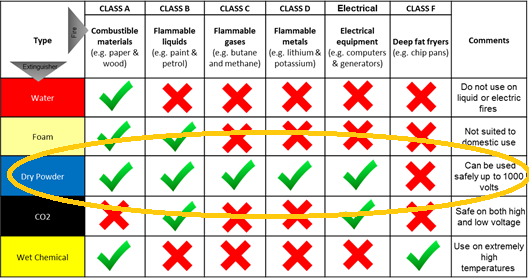 CLASS A
CLASS B
CLASS C
CLASS D
Electrical
CLASS F
Type
Fire
Extinguisher
Combustible
materials
(e.g. paper &
wood)
Flammable
liquids
(e.g. paint &
petrol)
Flammable
gases
(e.g. butane
and methane)
Flammable
metals
(e.g. lithium &
potassium)
Electrical
equipment
(e.g. computers
& generators)
Deep fat fryers
(e.g. chip pans)
Comments
Water
Do not use on
liquid or electric
fires
Foam
Not suited to
domestic use
Dry Powder
Can be used
safely up to 1000
volts
CO2
Safe on both high
and low voltage
Wet Chemical
Use on extremely
high
temperatures